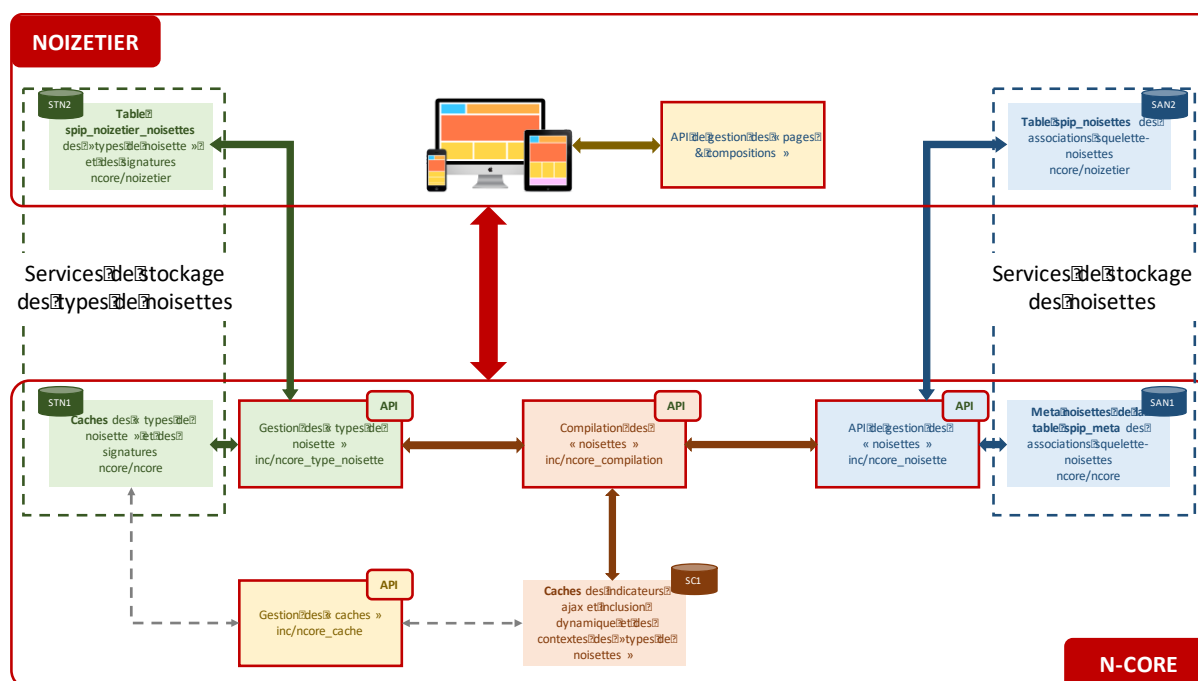 NOIZETIER
STN2
Table
spip_noizetier_noisettes
des »types de noisette »
et des signatures
ncore/noizetier
API de gestion des « pages
& compositions »
SAN2
Table spip_noisettes des
associations squelette-
noisettes
ncore/noizetier
Services de stockage
des types de noisettes
Services de stockage
des noisettes
STN1
Caches des « types de
noisette » et des
signatures
ncore/ncore
API
Gestion des « types de
noisette »
inc/ncore_type_noisette
API
Compilation des
« noisettes »
inc/ncore_compilation
API
API de gestion des
« noisettes »
inc/ncore_noisette
SAN1
Meta noisettes de la
table spip_meta des
associations squelette-
noisettes
ncore/ncore
API
Gestion des « caches »
inc/ncore_cache
SC1
Caches des indicateurs
ajax et inclusion
dynamique et des
contextes des »types de
noisettes »
N-CORE